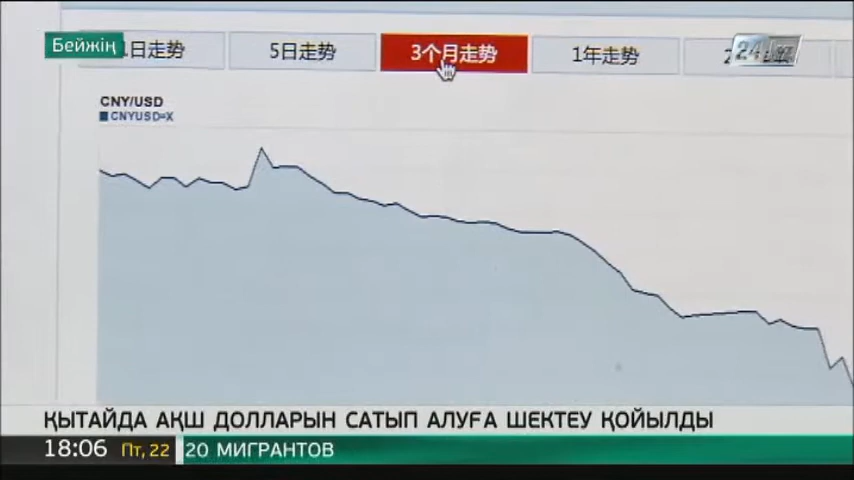 Бейжің
1日走势
5日走势
3个月走势
1年走势
24
CNY/USD
CNYUSD=X
ҚЫТАЙДА АҚШ ДОЛЛАРЫН САТЫП АЛУҒА ШЕКТЕУ ҚОЙЫЛДЫ
18:06 Пт, 22 20 МИГРАНТОВ